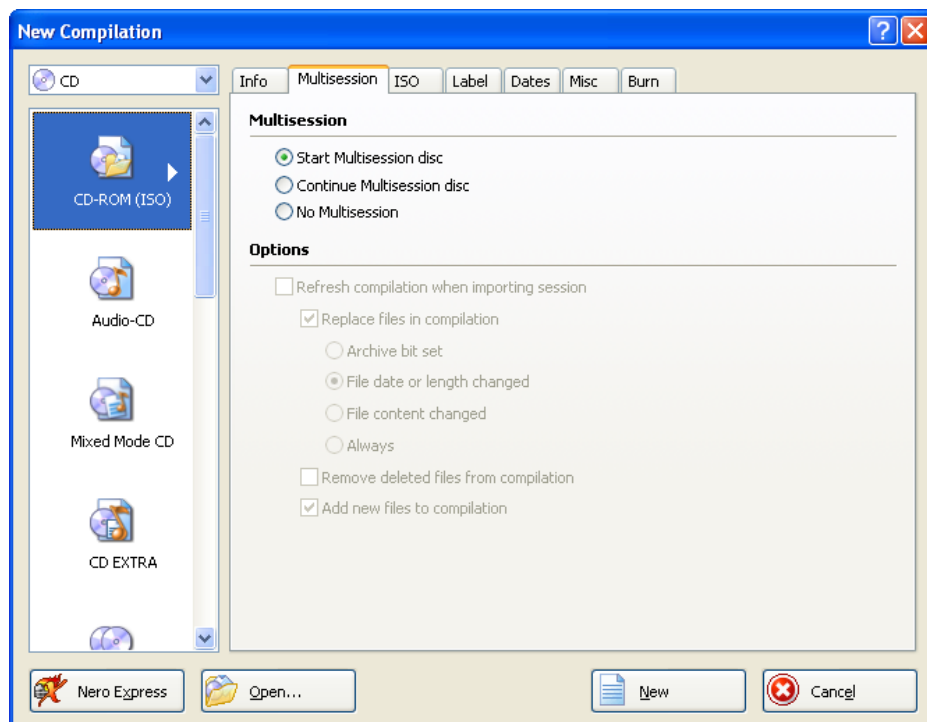 New Compilation
CD
Info Multisession ISO Label Dates Misc Burn
CD-ROM (ISO)
Audio-CD
Mixed Mode CD
CD EXTRA
Multisession
Start Multisession disc
Continue Multisession disc
No Multisession
Options
Refresh compilation when importing session
Replace files in compilation
Archive bit set
File date or length changed
File content changed
Always
Remove deleted files from compilation
Add new files to compilation
Nero Express Open... New Cancel